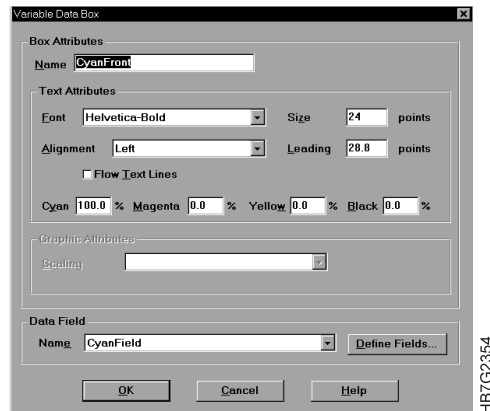 Variable Data Box
Box Attributes
Name CyanFront
Text Attributes
Font Helvetica-Bold Size 24 points
Alignment Left Leading 28.8 points
Flow Text Lines
Cyan 100.0 % Magenta 0.0 % Yellow 0.0 % Black 0.0 %
Graphic Attributes
Scaling
Data Field
Name CyanField Define Fields...
OK Cancel Help
HB7G2354